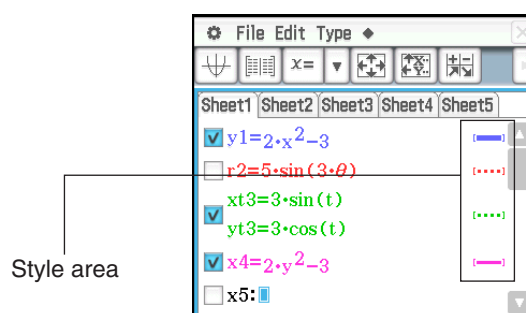 File Edit Type
x=
Sheet1 Sheet2 Sheet3 Sheet4 Sheet5
y1=2·x²−3
r2=5·sin(3·θ)
xt3=3·sin(t)
yt3=3·cos(t)
Style area
x4=2·y²−3
x5: